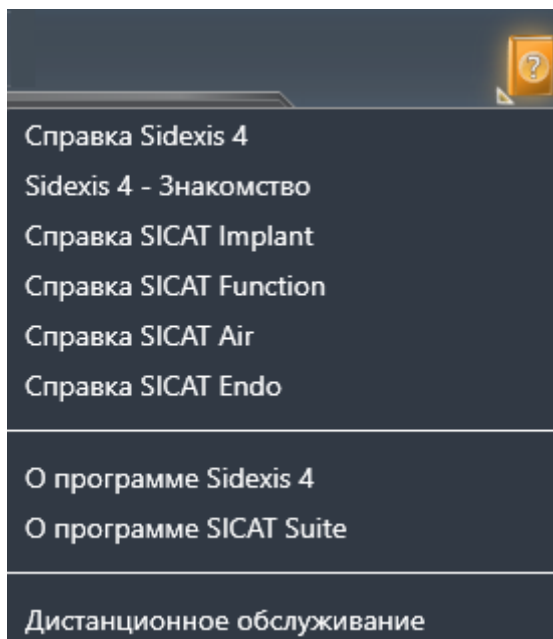 ?
Справка Sidexis 4
Sidexis 4 - Знакомство
Справка SICAT Implant
Справка SICAT Function
Справка SICAT Air
Справка SICAT Endo
О программе Sidexis 4
О программе SICAT Suite
Дистанционное обслуживание